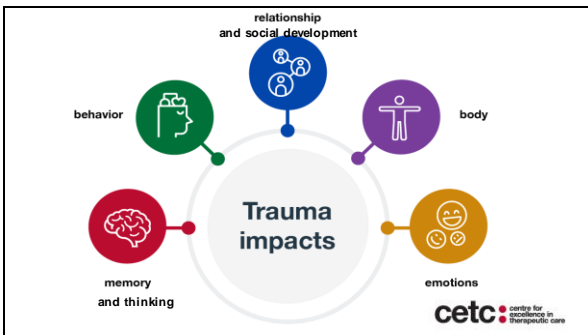 relationship
and social development
behavior
body
Trauma
impacts
memory
and thinking
emotions
cetc: centre for
excellence in
therapeutic care